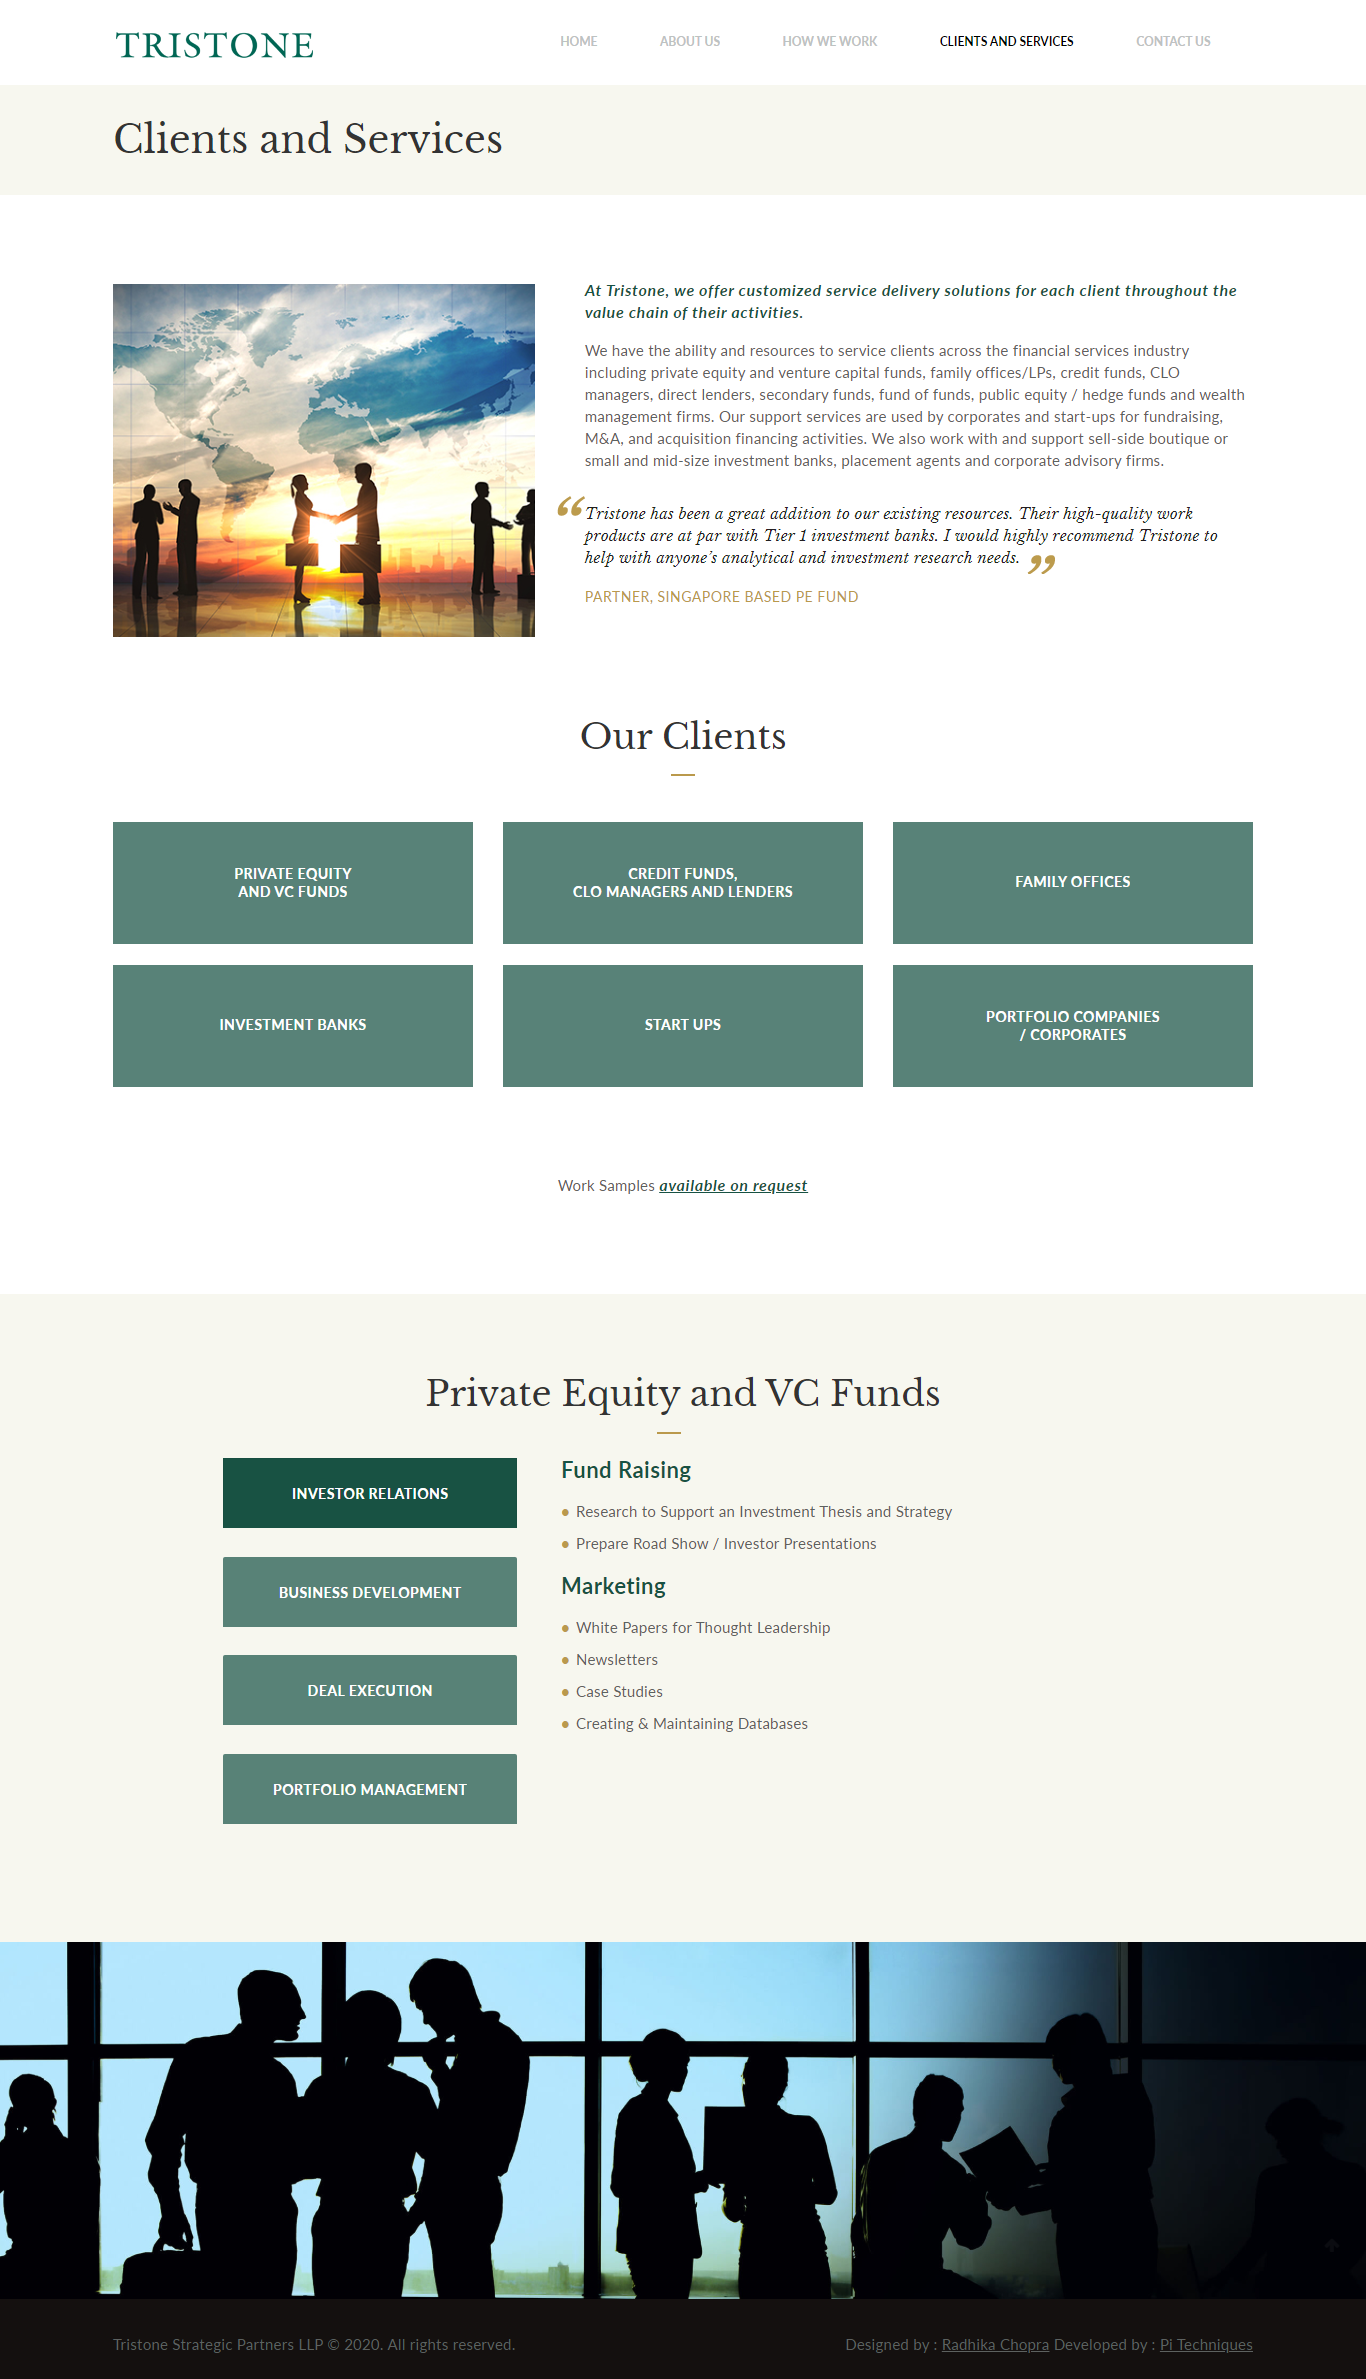 TRISTONE
HOME ABOUT US HOW WE WORK CLIENTS AND SERVICES CONTACT US
Clients and Services
At Tristone, we offer customized service delivery solutions for each client throughout the
value chain of their activities.
We have the ability and resources to service clients across the financial services industry
including private equity and venture capital funds, family offices/LPs, credit funds, CLO
managers, direct lenders, secondary funds, fund of funds, public equity / hedge funds and wealth
management firms. Our support services are used by corporates and start-ups for fundraising,
M&A, and acquisition financing activities. We also work with and support sell-side boutique or
small and mid-size investment banks, placement agents and corporate advisory firms.
“Tristone has been a great addition to our existing resources. Their high-quality work
products are at par with Tier 1 investment banks. I would highly recommend Tristone to
help with anyone's analytical and investment research needs. ”
PARTNER, SINGAPORE BASED PE FUND
Our Clients
PRIVATE EQUITY
AND VC FUNDS
CREDIT FUNDS,
CLO MANAGERS AND LENDERS
FAMILY OFFICES
INVESTMENT BANKS
START UPS
PORTFOLIO COMPANIES
/ CORPORATES
Work Samples available on request
Private Equity and VC Funds
INVESTOR RELATIONS
BUSINESS DEVELOPMENT
DEAL EXECUTION
PORTFOLIO MANAGEMENT
Fund Raising
• Research to Support an Investment Thesis and Strategy
• Prepare Road Show / Investor Presentations
Marketing
• White Papers for Thought Leadership
• Newsletters
• Case Studies
• Creating & Maintaining Databases
Tristone Strategic Partners LLP © 2020. All rights reserved.
Designed by : Radhika Chopra Developed by : Pi Techniques